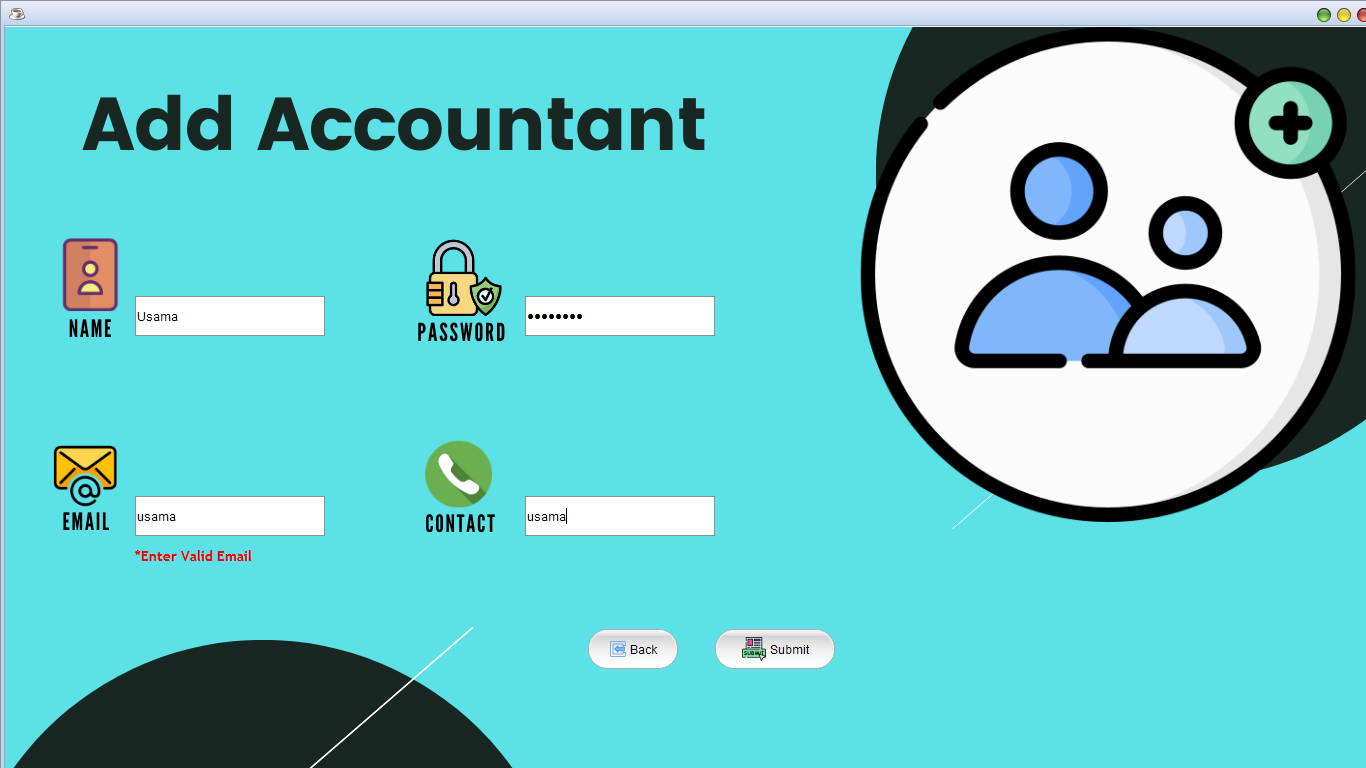 Add Accountant
NAME
Usama
PASSWORD
••••••••
EMAIL
usama
CONTACT
usama
*Enter Valid Email
Back
SUBMIT
Submit